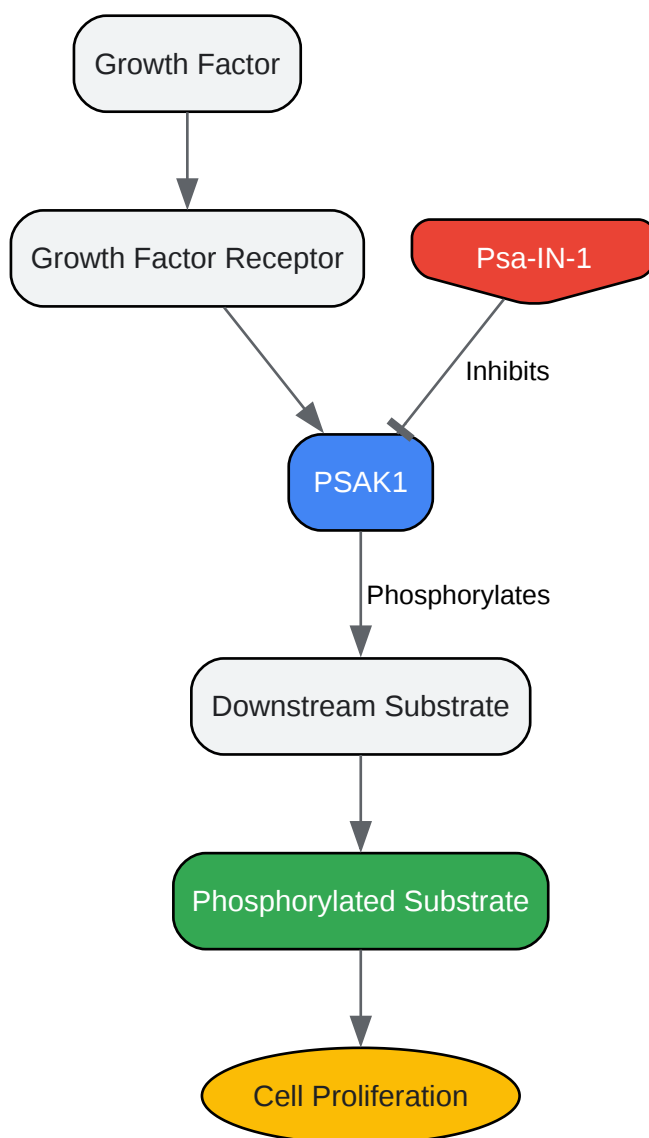 Growth Factor
Growth Factor Receptor
Psa-IN-1
Inhibits
PSAK1
Phosphorylates
Downstream Substrate
Phosphorylated Substrate
Cell Proliferation